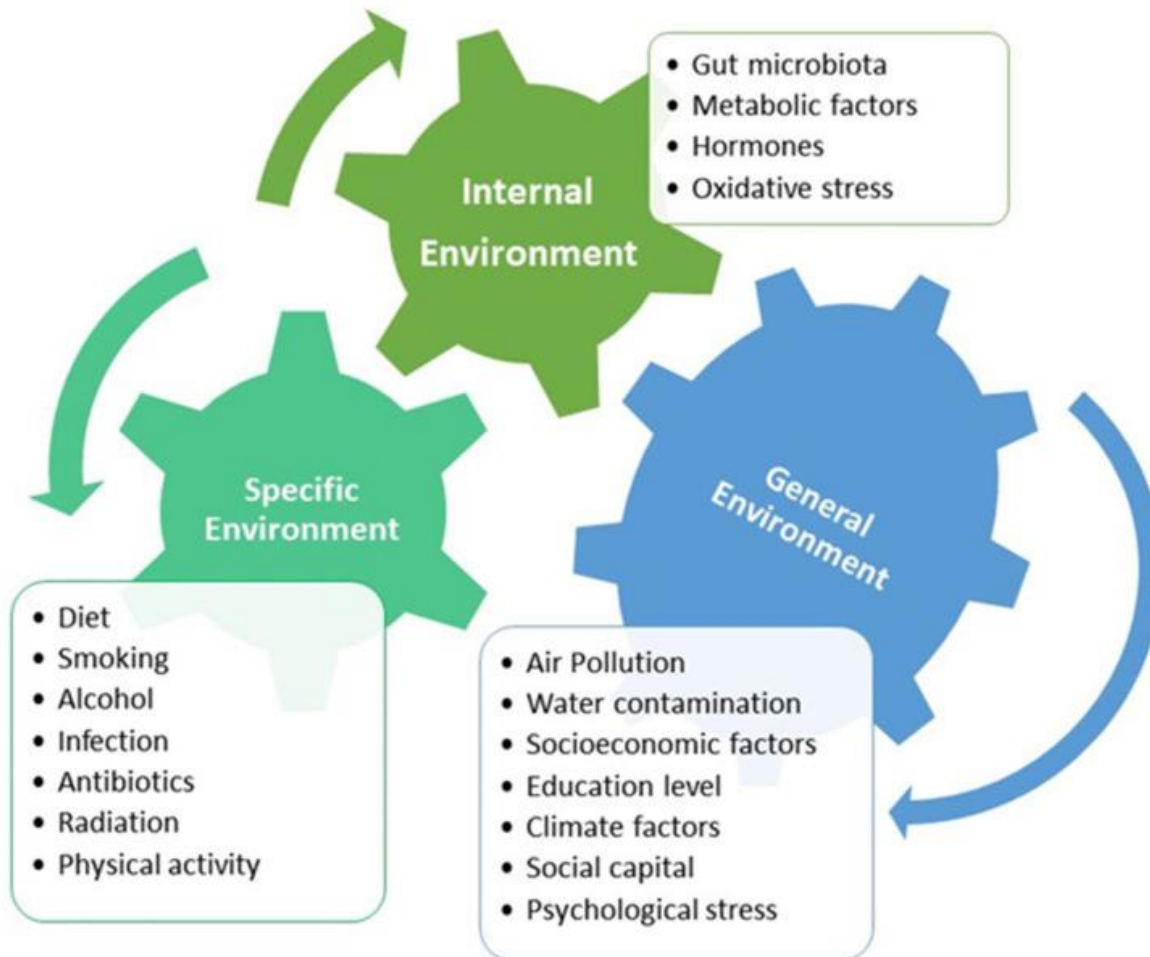 Internal
Environment
• Gut microbiota
• Metabolic factors
• Hormones
• Oxidative stress
Specific
Environment
• Diet
• Smoking
• Alcohol
• Infection
• Antibiotics
• Radiation
• Physical activity
General
Environment
• Air Pollution
• Water contamination
• Socioeconomic factors
• Education level
• Climate factors
• Social capital
• Psychological stress